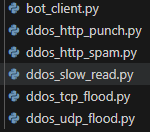 bot_client.py
ddos_http_punch.py
ddos_http_spam.py
ddos_slow_read.py
ddos_tcp_flood.py
ddos_udp_flood.py